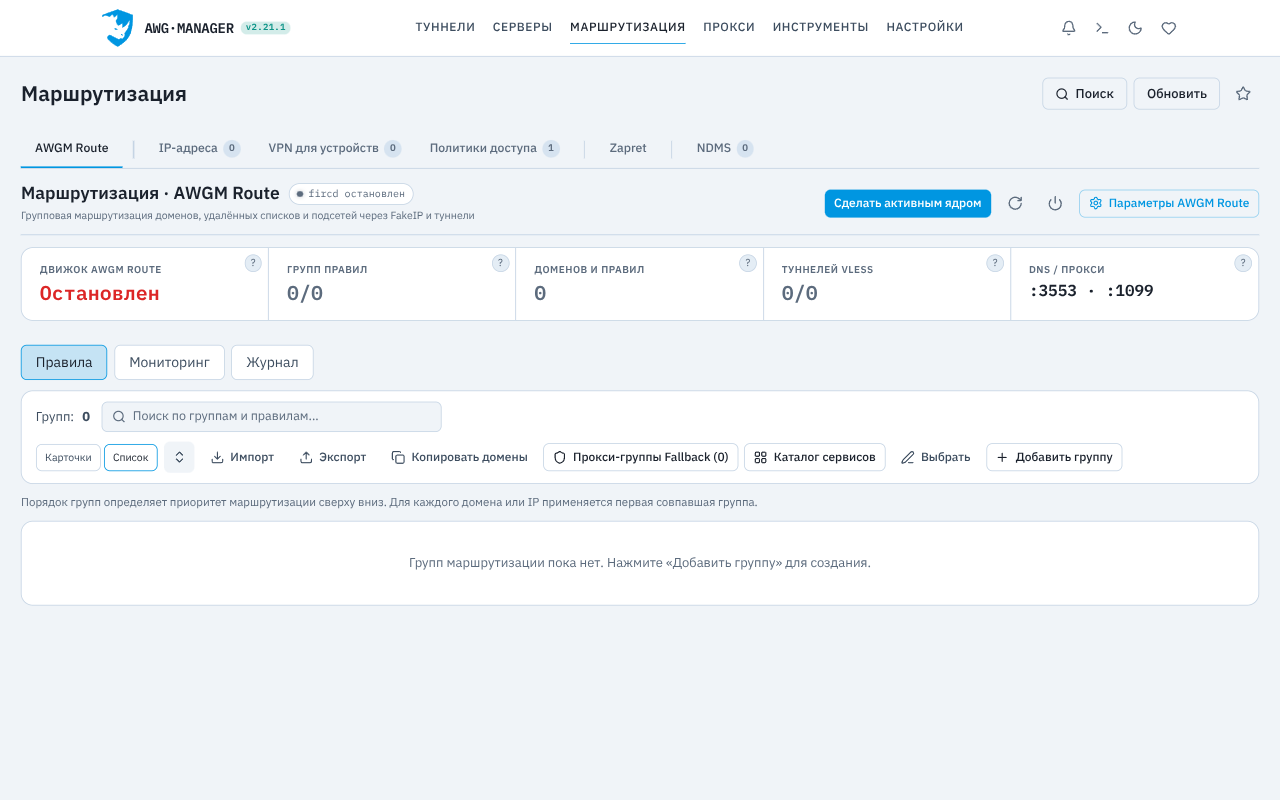 AWG·MANAGER v2.21.1 ТУННЕЛИ СЕРВЕРЫ МАРШРУТИЗАЦИЯ ПРОКСИ ИНСТРУМЕНТЫ НАСТРОЙКИ
Маршрутизация Поиск Обновить
AWGM Route IP-адреса 0 VPN для устройств 0 Политики доступа 1 Zapret NDMS 0
Маршрутизация · AWGM Route fircd остановлен
Групповая маршрутизация доменов, удалённых списков и подсетей через FakeIP и туннели
Сделать активным ядром Параметры AWGM Route
ДВИЖОК AWGM ROUTE ? ГРУПП ПРАВИЛ ? ДОМЕНОВ И ПРАВИЛ ? ТУННЕЛЕЙ VLESS ? DNS / ПРОКСИ ?
Остановлен 0/0 0 0/0 :3553 · :1099
Правила Мониторинг Журнал
Групп: 0 Поиск по группам и правилам...
Карточки Список Импорт Экспорт Копировать домены Прокси-группы Fallback (0) Каталог сервисов Выбрать Добавить группу
Порядок групп определяет приоритет маршрутизации сверху вниз. Для каждого домена или IP применяется первая совпавшая группа.
Групп маршрутизации пока нет. Нажмите «Добавить группу» для создания.